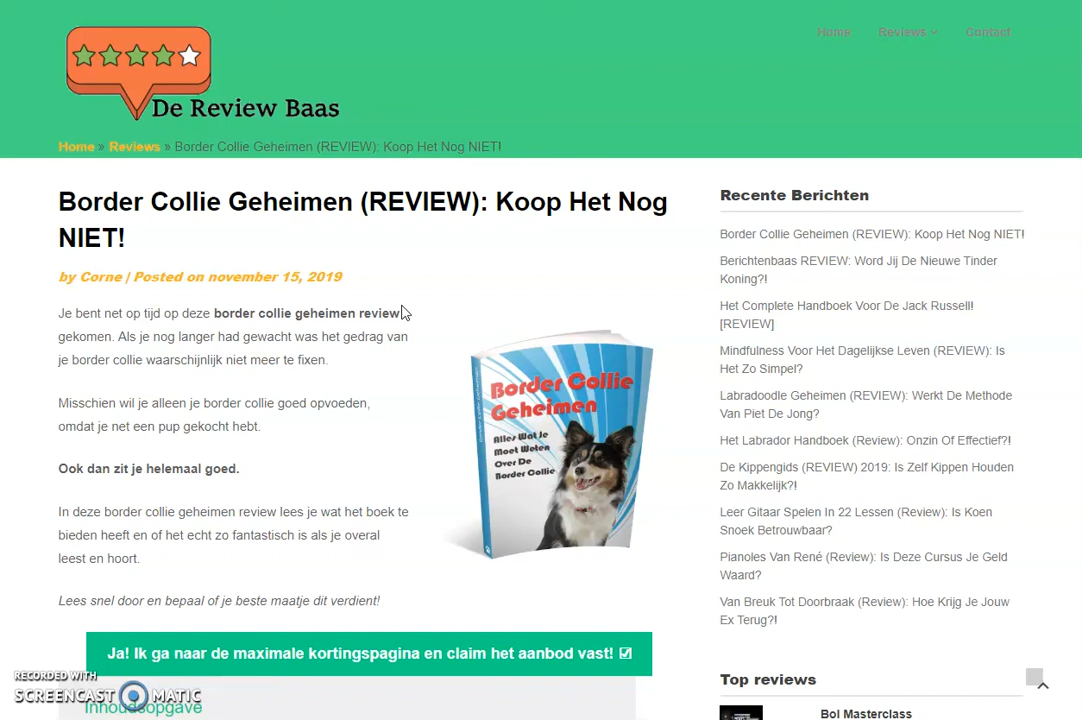 Home Reviews Contact
De Review Baas
Home » Reviews » Border Collie Geheimen (REVIEW): Koop Het Nog NIET!
Border Collie Geheimen (REVIEW): Koop Het Nog
NIET!
by Corne | Posted on november 15, 2019
Je bent net op tijd op deze border collie geheimen review
gekomen. Als je nog langer had gewacht was het gedrag van
je border collie waarschijnlijk niet meer te fixen.
Misschien wil je alleen je border collie goed opvoeden,
omdat je net een pup gekocht hebt.
Ook dan zit je helemaal goed.
In deze border collie geheimen review lees je wat het boek te
bieden heeft en of het echt zo fantastisch is als je overal
leest en hoort.
Lees snel door en bepaal of je beste maatje dit verdient!
Border Collie
Geheimen
Alles Wat Je
Moet Weten
Over De
Border Collie
Ja! Ik ga naar de maximale kortingspagina en claim het aanbod vast! ☑
Inhoudsopgave
RECORDED WITH
SCREENCAST MATIC
Recente Berichten
Border Collie Geheimen (REVIEW): Koop Het Nog NIET!
Berichtenbaas REVIEW: Word Jij De Nieuwe Tinder
Koning?!
Het Complete Handboek Voor De Jack Russell!
[REVIEW]
Mindfulness Voor Het Dagelijkse Leven (REVIEW): Is
Het Zo Simpel?
Labradoodle Geheimen (REVIEW): Werkt De Methode
Van Piet De Jong?
Het Labrador Handboek (Review): Onzin Of Effectief?!
De Kippengids (REVIEW) 2019: Is Zelf Kippen Houden
Zo Makkelijk?!
Leer Gitaar Spelen In 22 Lessen (Review): Is Koen
Snoek Betrouwbaar?
Pianoles Van René (Review): Is Deze Cursus Je Geld
Waard?
Van Breuk Tot Doorbraak (Review): Hoe Krijg Je Jouw
Ex Terug?!
Top reviews
Bol Masterclass